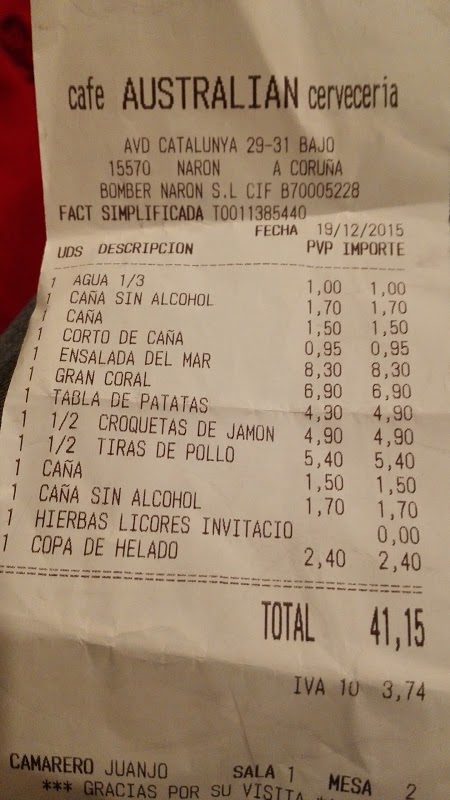 cafe AUSTRALIAN cerveceria
AVD CATALUNYA 29-31 BAJO
15570 NARON A CORUÑA
BOMBER NARON S.L CIF B70005228
FACT SIMPLIFICADA T0011385440
FECHA 19/12/2015
UDS DESCRIPCION PVP IMPORTE
1 AGUA 1/3 1,00 1,00
1 CAÑA SIN ALCOHOL 1,70 1,70
1 CAÑA 1,50 1,50
1 CORTO DE CAÑA 0,95 0,95
1 ENSALADA DEL MAR 8,30 8,30
1 GRAN CORAL 6,90 6,90
1 TABLA DE PATATAS 4,90 4,90
1 1/2 CROQUETAS DE JAMON 4,90 4,90
1 1/2 TIRAS DE POLLO 5,40 5,40
1 CAÑA 1,50 1,50
1 CAÑA SIN ALCOHOL 1,70 1,70
1 HIERBAS LICORES INVITACIO 0,00
1 COPA DE HELADO 2,40 2,40
TOTAL 41,15
IVA 10 3,74
CAMARERO JUANJO SALA 1 MESA 2
*** GRACIAS POR SU VISITA